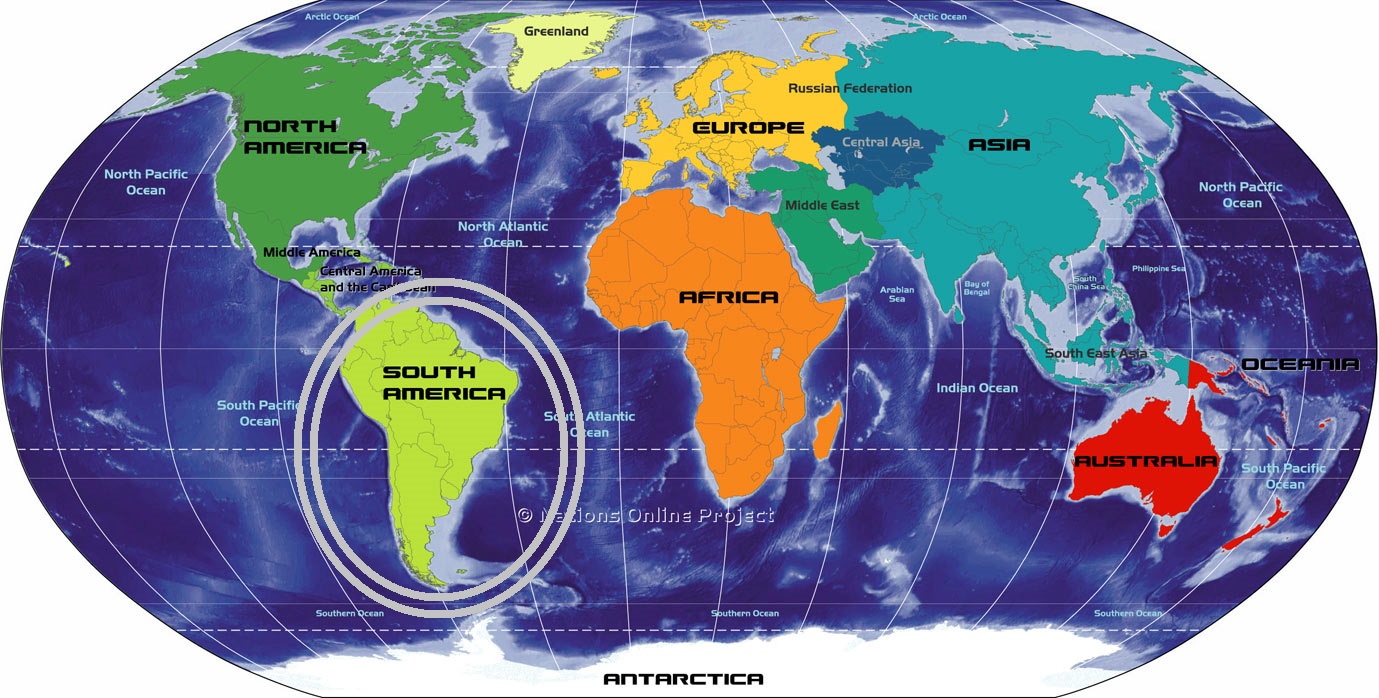 Arctic Ocean
Arctic Ocean
Greenland
Russian Federation
NORTH
AMERICA
EUROPE
Central Asia
ASIA
North Pacific
Ocean
North Pacific
Ocean
Middle East
North Atlantic
Ocean
Middle America
Central America
and the
Philippine Sea
South
China Sea
Arabian
Sea
Bay of
Bengal
AFRICA
South East Asia
OCEANIA
SOUTH
AMERICA
Indian Ocean
South Pacific
Ocean
South Atlantic
Ocean
AUSTRALIA
South Pacific
Ocean
© Nations Online Project
Southern Ocean
Southern Ocean
Southern Ocean
ANTARCTICA